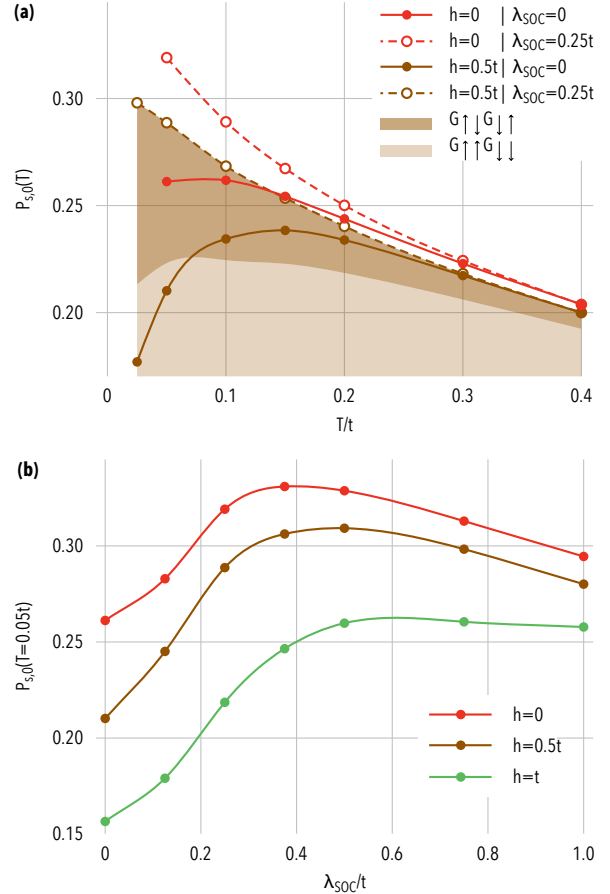 (a)
h=0 | λSOC=0
h=0 | λSOC=0.25t
h=0.5t | λSOC=0
h=0.5t | λSOC=0.25t
G↑↓G↓↑
G↑↑G↓↓
0.30
0.25
0.20
Ps,0(T)
0 0.1 0.2 0.3 0.4
T/t
(b)
0.30
0.25
0.20
0.15
Ps,0(T=0.05t)
h=0
h=0.5t
h=t
0 0.2 0.4 0.6 0.8 1.0
λSOC/t